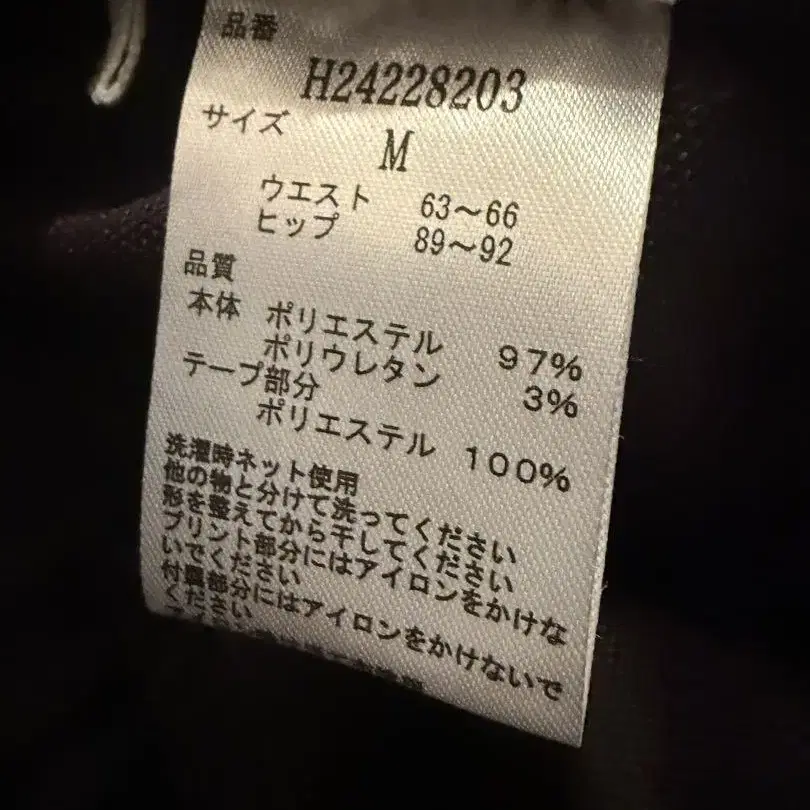 品番
H24228203
サイズ
M
ウエスト 63～66
ヒップ 89～92
品質
本体 ポリエステル 97%
ポリウレタン 3%
テープ部分
ポリエステル 100%
洗濯時ネット使用
他の物と分けて洗ってください
形を整えてから干してください
プリント部分にはアイロンをかけな
いでください
付属部分にはアイロンをかけないで
ください